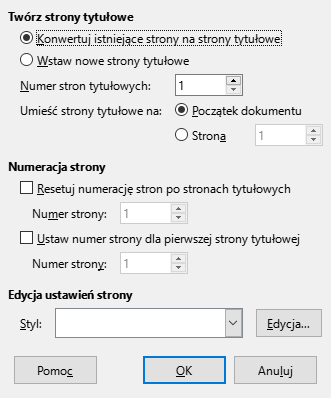 Twórz strony tytułowe
Konwertuj istniejące strony na strony tytułowe
Wstaw nowe strony tytułowe
Numer stron tytułowych: 1
Umieść strony tytułowe na: Początek dokumentu
Strona 1
Numeracja strony
Resetuj numerację stron po stronach tytułowych
Numer strony: 1
Ustaw numer strony dla pierwszej strony tytułowej
Numer strony: 1
Edycja ustawień strony
Styl: Edycja...
Pomoc OK Anuluj